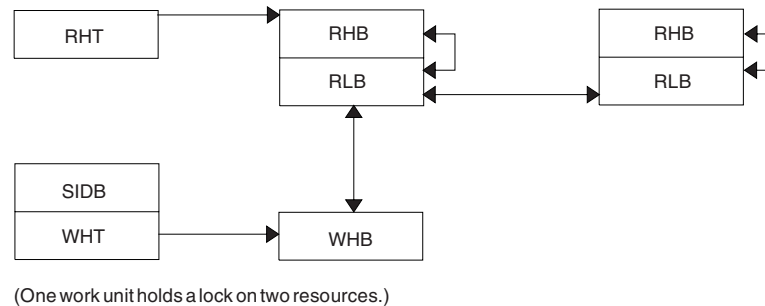 RHT
RHB
RLB
RHB
RLB
SIDB
WHT
WHB
(One work unit holds a lock on two resources.)